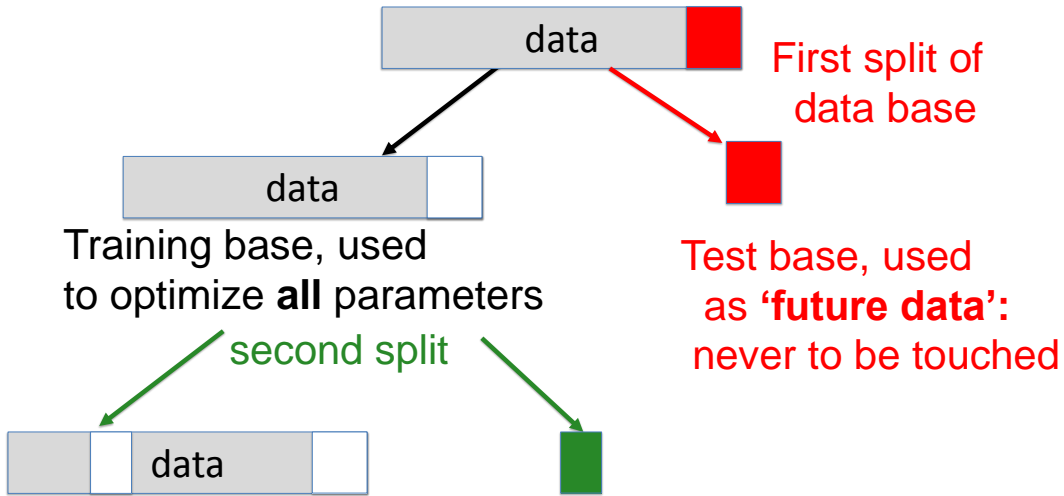 data
First split of
data base
data
Training base, used
to optimize all parameters
Test base, used
as ‘future data’:
never to be touched
second split
data